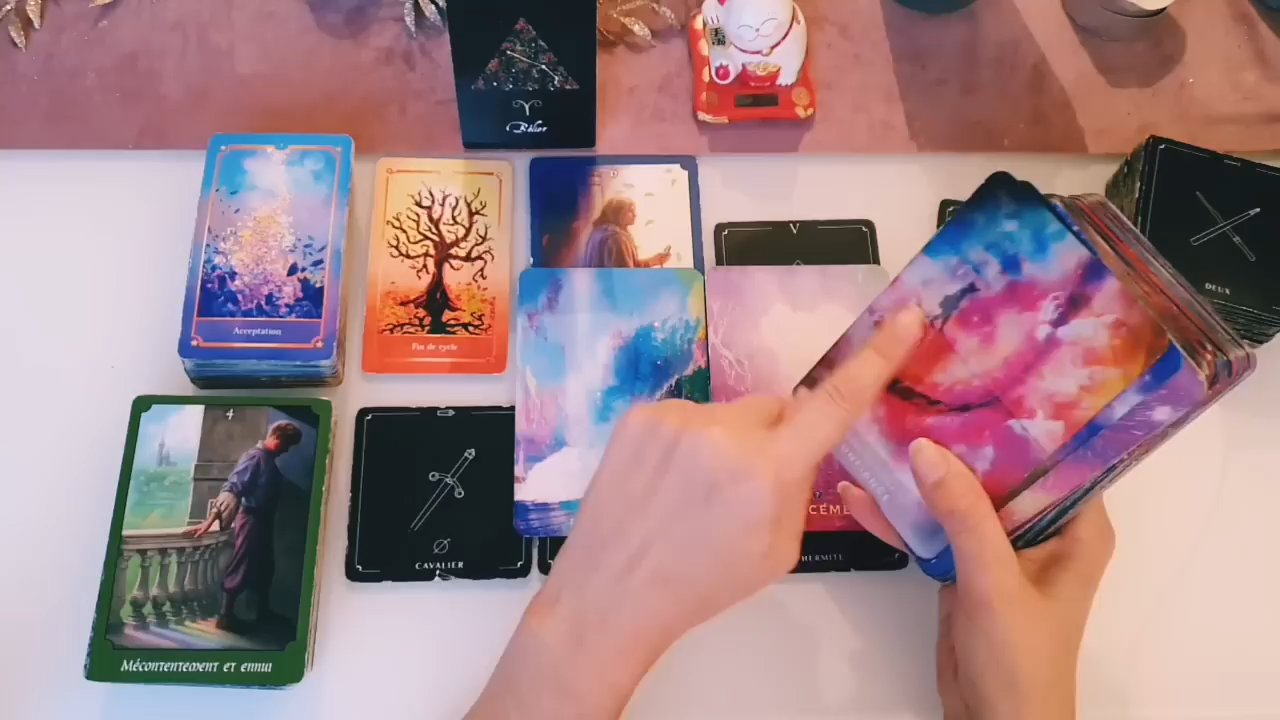 Bélier
Acceptation
Fin de cycle
V
DEUX
4
CAVALIER
HERMITE
Mécontentement et ennui